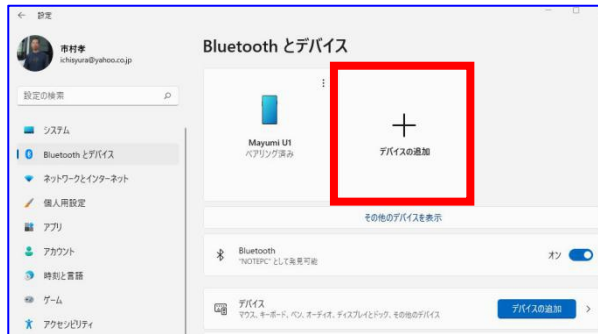 設定
市村孝
ichisyura@yahoo.co.jp
設定の検索
システム
Bluetooth とデバイス
ネットワークとインターネット
個人用設定
アプリ
アカウント
時刻と言語
ゲーム
アクセシビリティ
Bluetooth とデバイス
Mayumi U1
ペアリング済み
デバイスの追加
その他のデバイスを表示
Bluetooth
"NOTEPC" として発見可能
オン
デバイス
マウス、キーボード、ペン、オーディオ、ディスプレイとドック、その他のデバイス
デバイスの追加